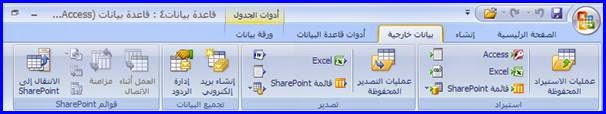 أدوات الجدول
قاعدة بيانات٤ : قاعدة بيانات (Access...
الصفحة الرئيسية
إنشاء
بيانات خارجية
أدوات قاعدة البيانات
ورقة بيانات
عمليات الاستيراد المحفوظة
Access
Excel
قائمة SharePoint
استيراد
عمليات التصدير المحفوظة
Excel
قائمة SharePoint
تصدير
إنشاء بريد إلكتروني
إدارة الردود
تجميع البيانات
العمل أثناء الاتصال
مزامنة
الانتقال إلى SharePoint
قوائم SharePoint